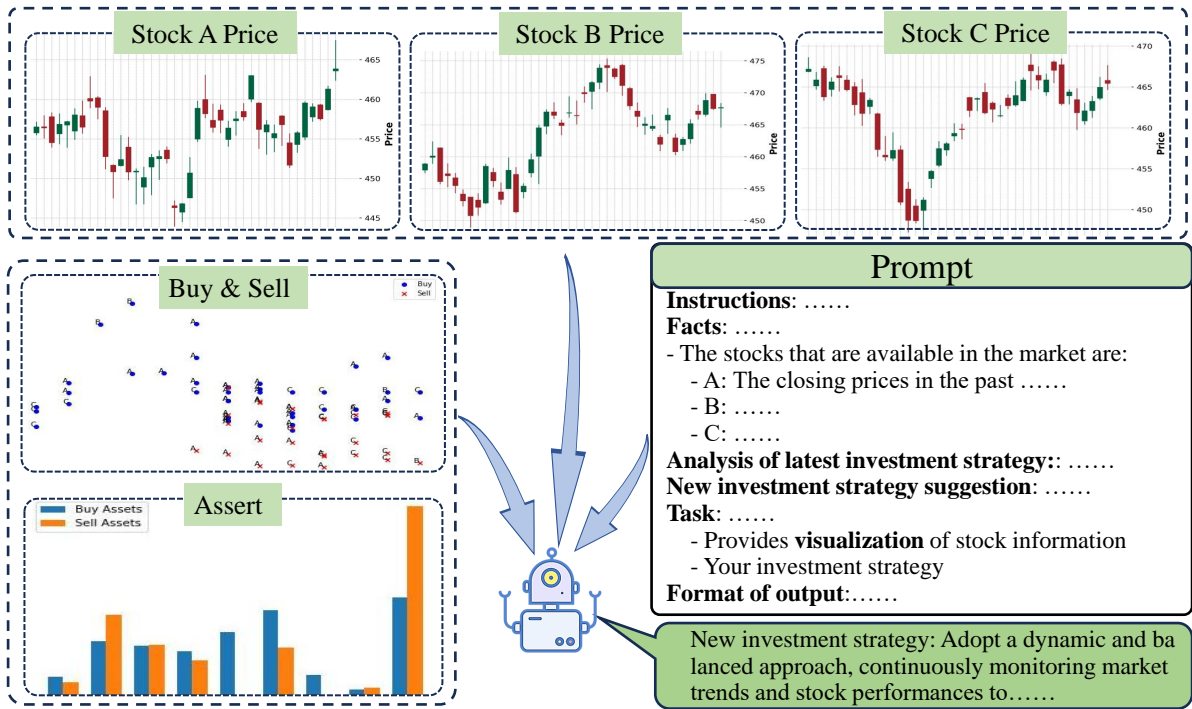 Stock A Price
Stock B Price
Stock C Price
465
460
455
450
445
Price
475
470
465
460
455
450
Price
470
465
460
455
450
Price
Buy & Sell
Buy
Sell
B
B
A
A
A
A
A
A
A
C
C
C
C
C
A
A
C
B
C
A
A
A
A
C
A
C
C
B
Assert
Buy Assets
Sell Assets
Prompt
Instructions: ……
Facts: ……
- The stocks that are available in the market are:
- A: The closing prices in the past ……
- B: ……
- C: ……
Analysis of latest investment strategy:: ……
New investment strategy suggestion: ……
Task: ……
- Provides visualization of stock information
- Your investment strategy
Format of output:……
New investment strategy: Adopt a dynamic and ba
lanced approach, continuously monitoring market
trends and stock performances to……